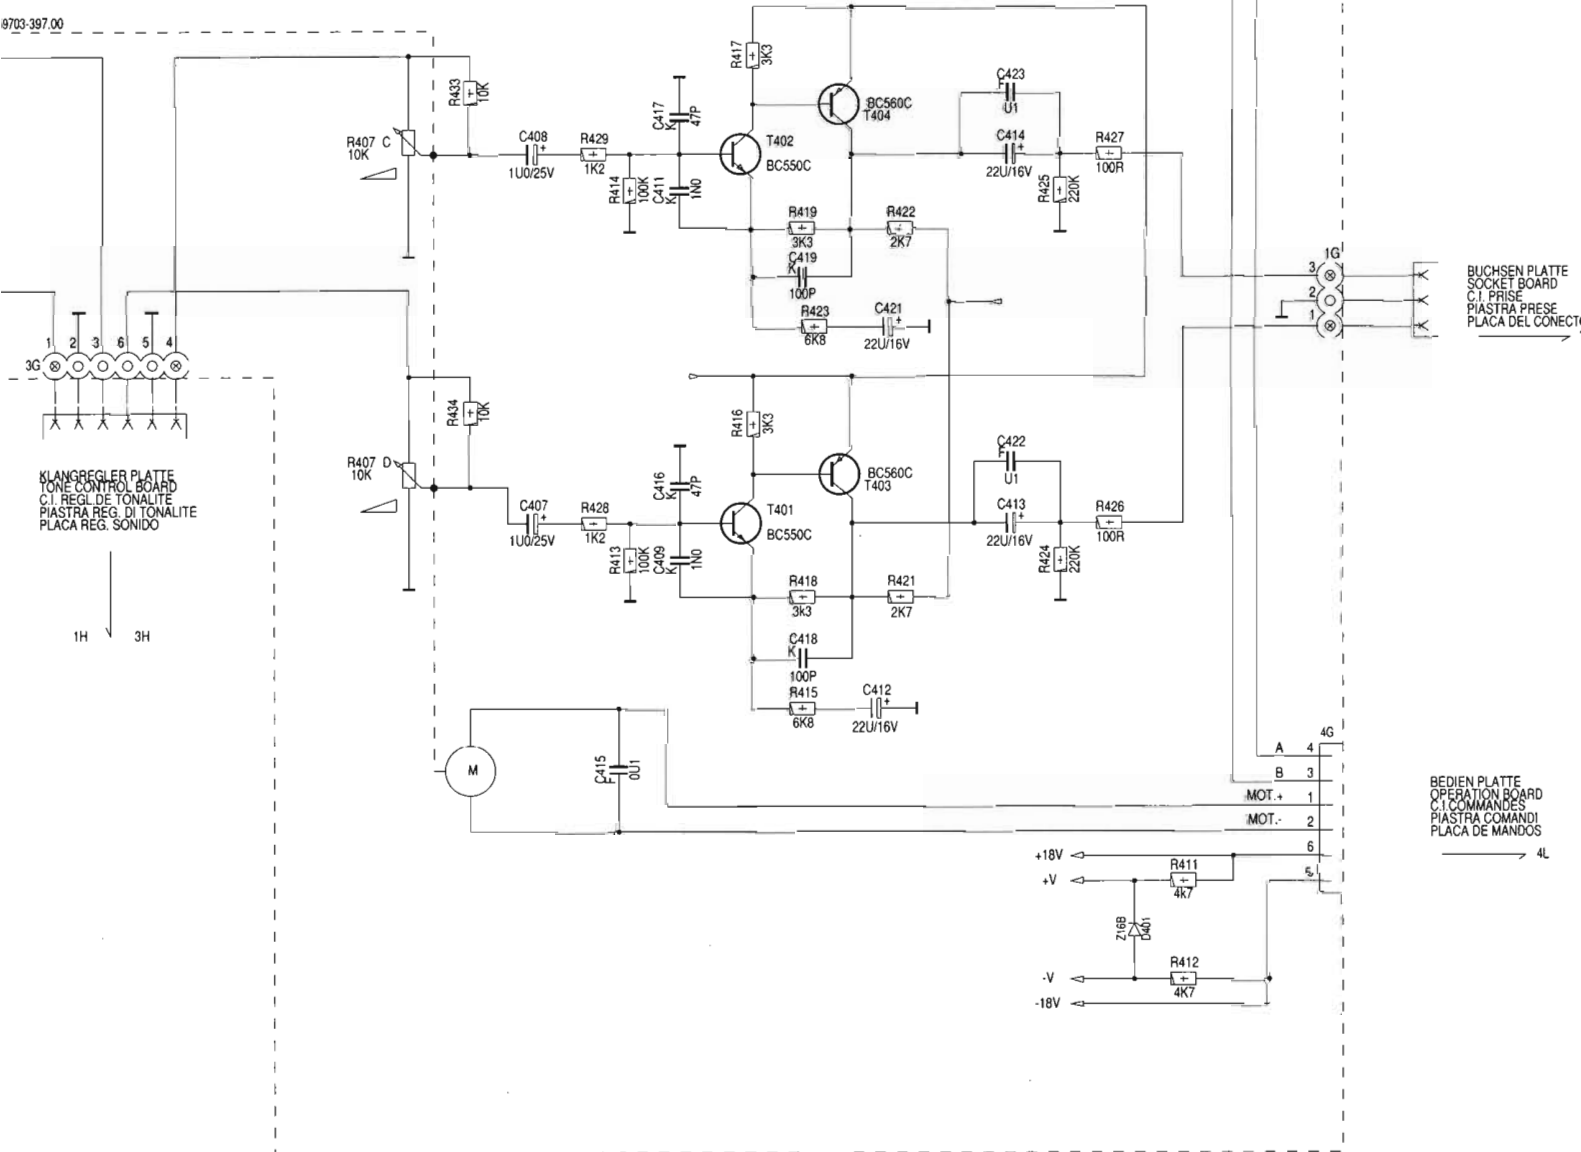 9703-397.00
R417
3K3
C423
F
U1
R433
10K
C417
K
47P
BC560C
T404
R407 C
10K
C408
1U0/25V
R429
1K2
T402
BC550C
C414
22U/16V
R427
100R
R414
100K
C411
K
1N0
R425
220K
R419
3K3
R422
2K7
C419
K
100P
R423
6K8
C421
22U/16V
1G
3
2
1
BUCHSEN PLATTE
SOCKET BOARD
C.I. PRISE
PIASTRA PRESE
PLACA DEL CONECT
1 2 3 6 5 4
3G
R434
10K
R416
3K3
C422
F
U1
R407 D
10K
C416
K
47P
BC560C
T403
KLANGREGLER PLATTE
TONE CONTROL BOARD
C.I. REGL.DE TONALITE
PIASTRA REG. DI TONALITE
PLACA REG. SONIDO
C407
1U0/25V
R428
1K2
T401
BC550C
C413
22U/16V
R426
100R
R413
100K
C409
K
1N0
R424
220K
R418
3k3
R421
2K7
1H 3H
C418
K
100P
R415
6K8
C412
22U/16V
M
C415
F
0U1
4G
A 4
B 3
MOT.+ 1
MOT.- 2
+18V 6
R411
+V 5
4k7
BEDIEN PLATTE
OPERATION BOARD
C.I.COMMANDES
PIASTRA COMANDI
PLACA DE MANDOS
4L
Z16B
D401
R412
-V
4K7
-18V